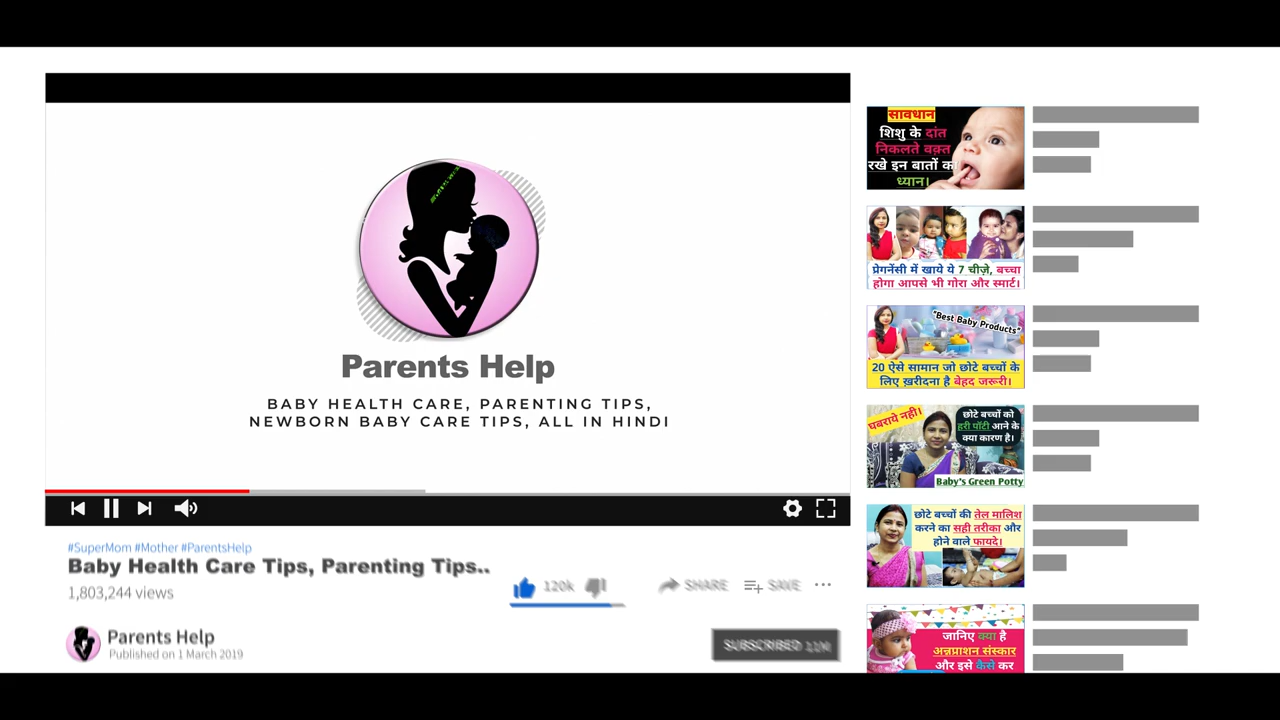 Parents Help
BABY HEALTH CARE, PARENTING TIPS,
NEWBORN BABY CARE TIPS, ALL IN HINDI
#SuperMom #Mother #ParentsHelp
Baby Health Care Tips, Parenting Tips..
1,803,244 views
120k
SHARE
SAVE
Parents Help
Published on 1 March 2019
SUBSCRIBED
सावधान
शिशु के दांत
निकलते वक़्त
रखे इन बातों का
ध्यान।
प्रेगनेंसी में खाये ये 7 चीज़े, बच्चा
होगा आपसे भी गोरा और स्मार्ट।
"Best Baby Products"
20 ऐसे सामान जो छोटे बच्चों के
लिए ख़रीदना है बेहद जरूरी।
घबराये नही।
छोटे बच्चों को
हरी पॉटी आने के
क्या कारण है।
Baby's Green Potty
छोटे बच्चों की तेल मालिश
करने का सही तरीका और
होने वाले फायदे।
जानिए क्या है
अन्नप्राशन संस्कार
और इसे कैसे कर